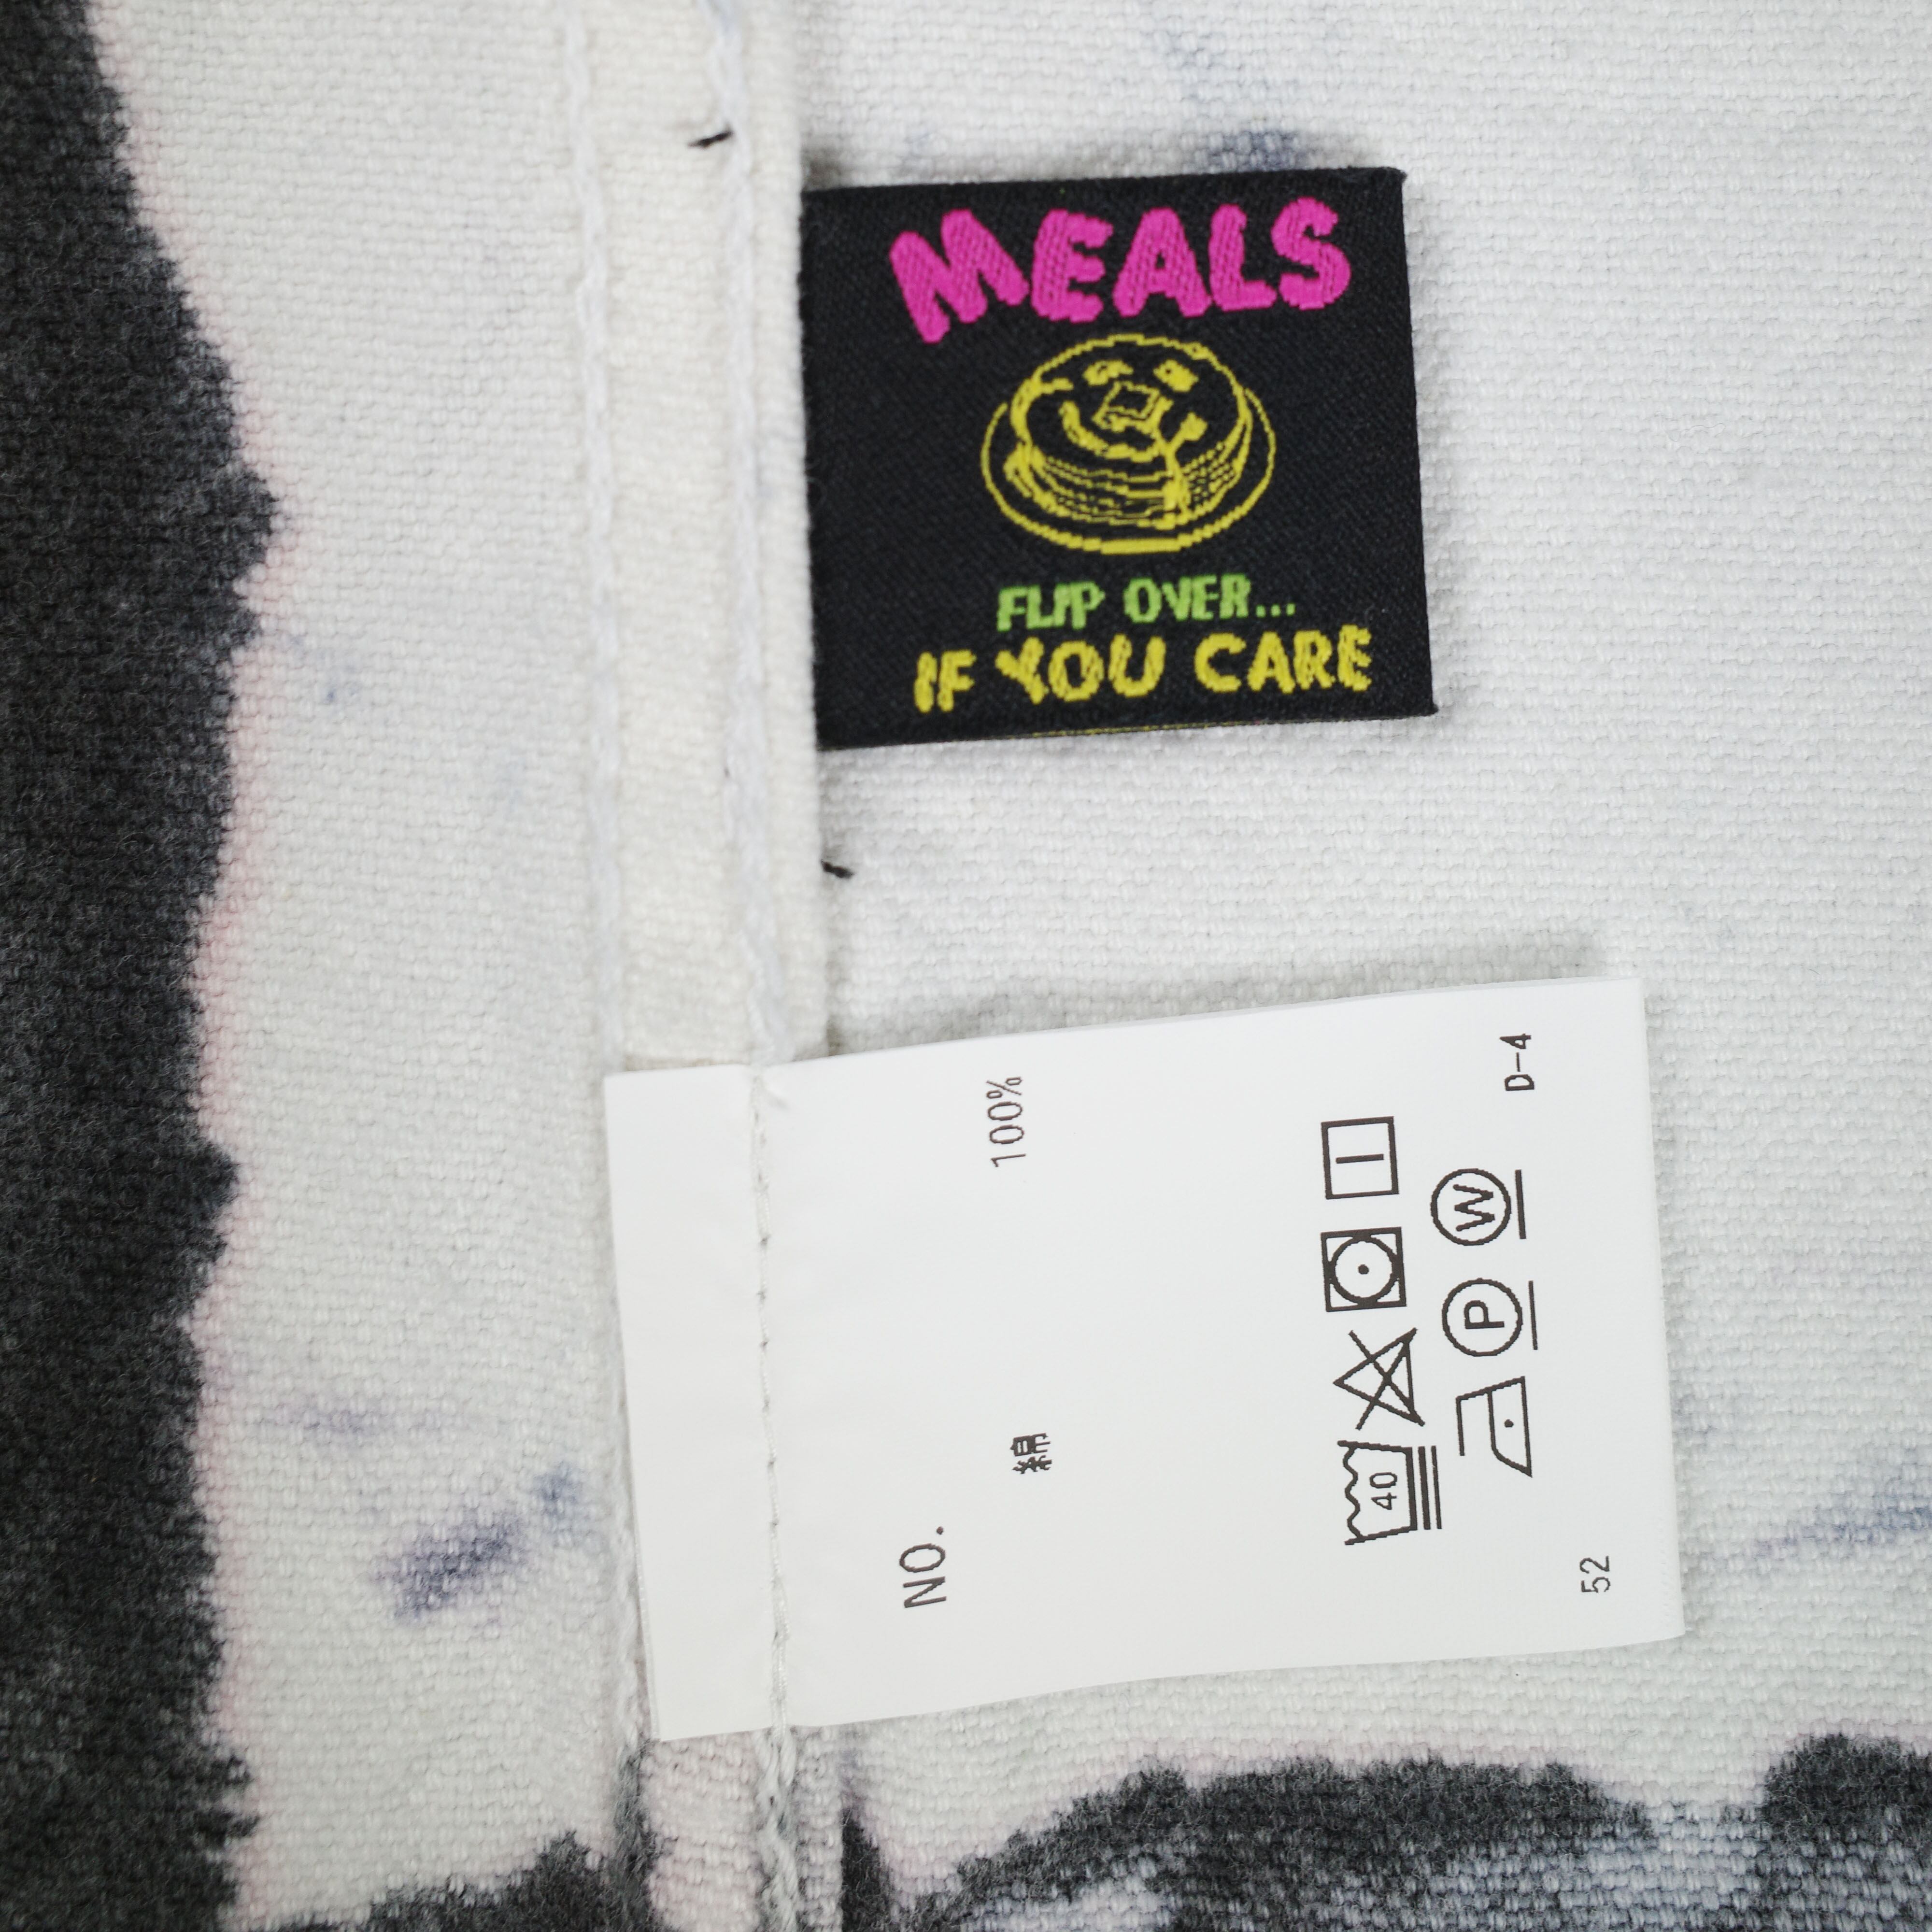 MEALS
FLIP OVER...
IF YOU CARE
NO.
綿 100%
40
P W
D-4
52